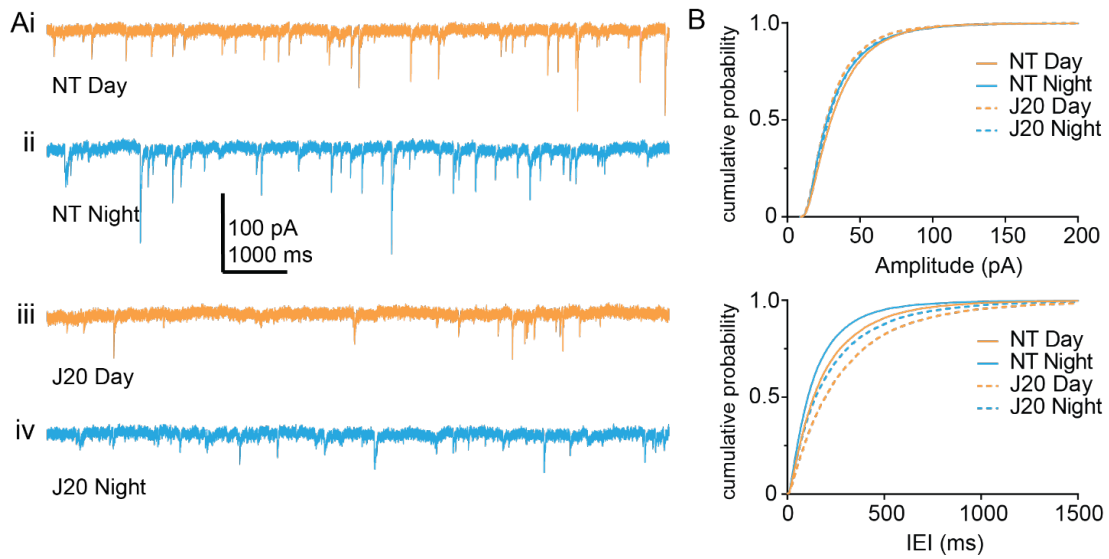 Ai
NT Day
ii
NT Night
100 pA
1000 ms
iii
J20 Day
iv
J20 Night
B
cumulative probability
1.0
0.5
0
0 50 100 150 200
Amplitude (pA)
NT Day
NT Night
J20 Day
J20 Night
cumulative probability
1.0
0.5
0
0 500 1000 1500
IEI (ms)
NT Day
NT Night
J20 Day
J20 Night